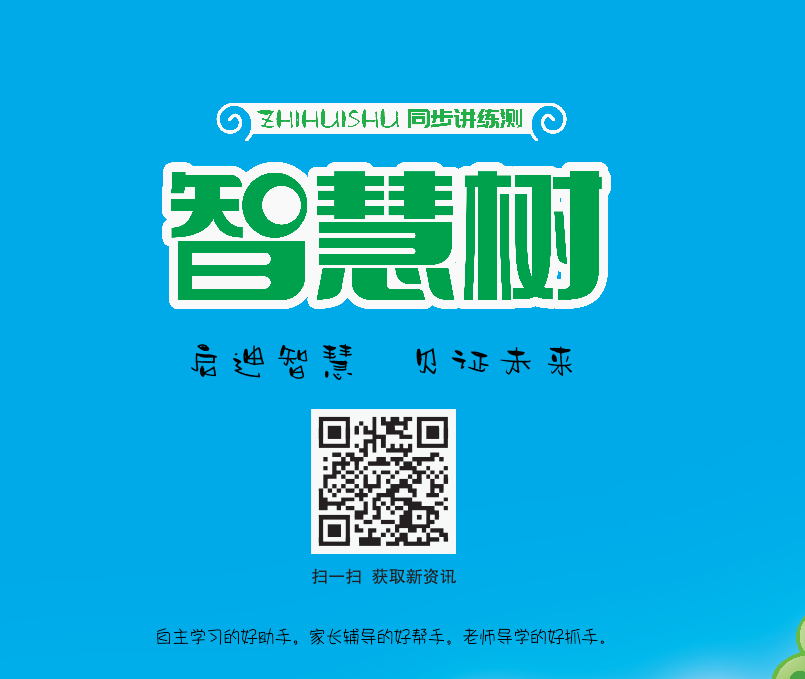 ZHIHUISHU 同步讲练测
智慧树
启迪智慧 见证未来
扫一扫 获取新资讯
自主学习的好助手。家长辅导的好帮手。老师导学的好抓手。